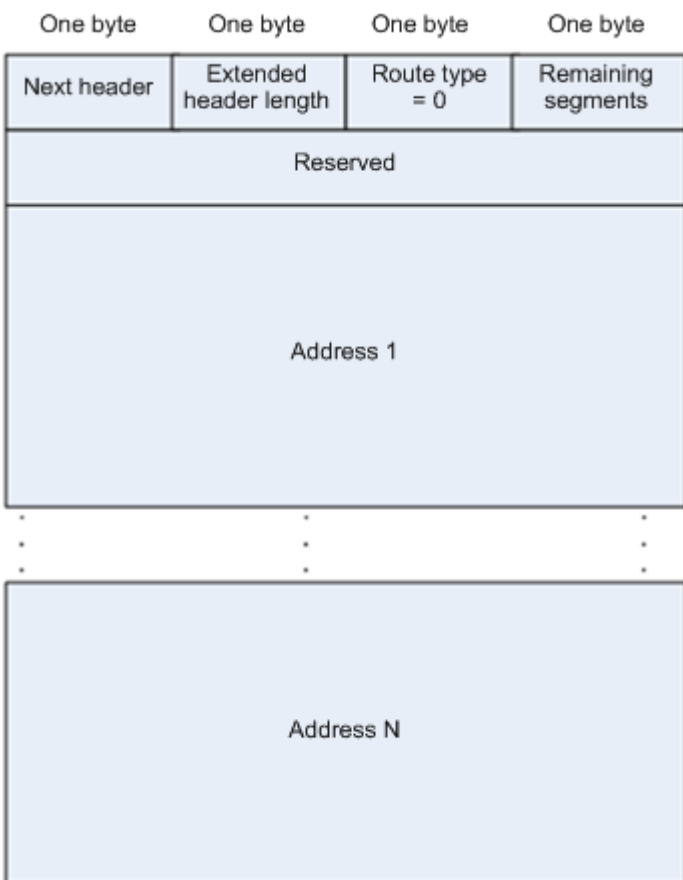 One byte One byte One byte One byte
Next header
Extended
header length
Route type
= 0
Remaining
segments
Reserved
Address 1
Address N